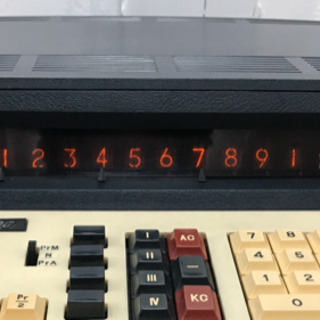 1 2 3 4 5 6 7 8 9 1
PrM
N
PrA
I
II
III
IV
AC
KC
Pr
2
7 8
4 5
1 2
0